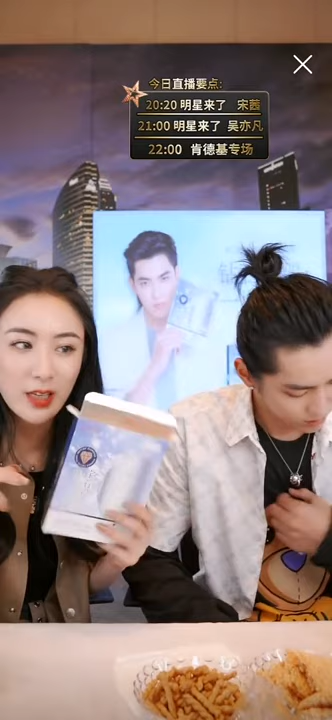 今日直播要点:
20:20 明星来了 宋茜
21:00 明星来了 吴亦凡
22:00 肯德基专场